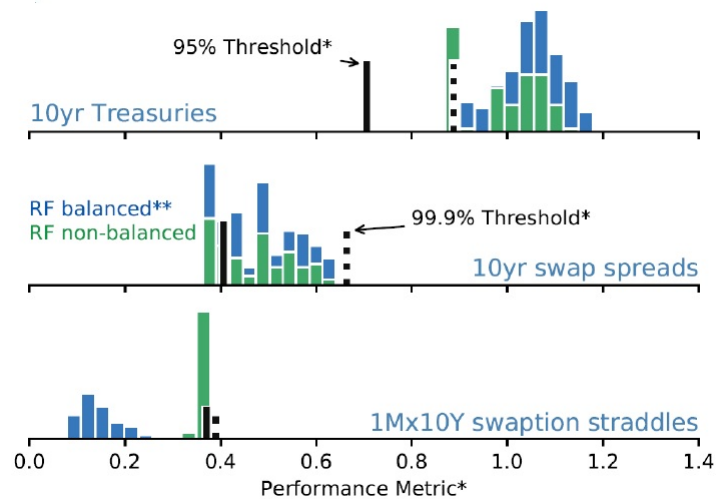 95% Threshold*
10yr Treasuries
RF balanced**
RF non-balanced
99.9% Threshold*
10yr swap spreads
1Mx10Y swaption straddles
0.0 0.2 0.4 0.6 0.8 1.0 1.2 1.4
Performance Metric*